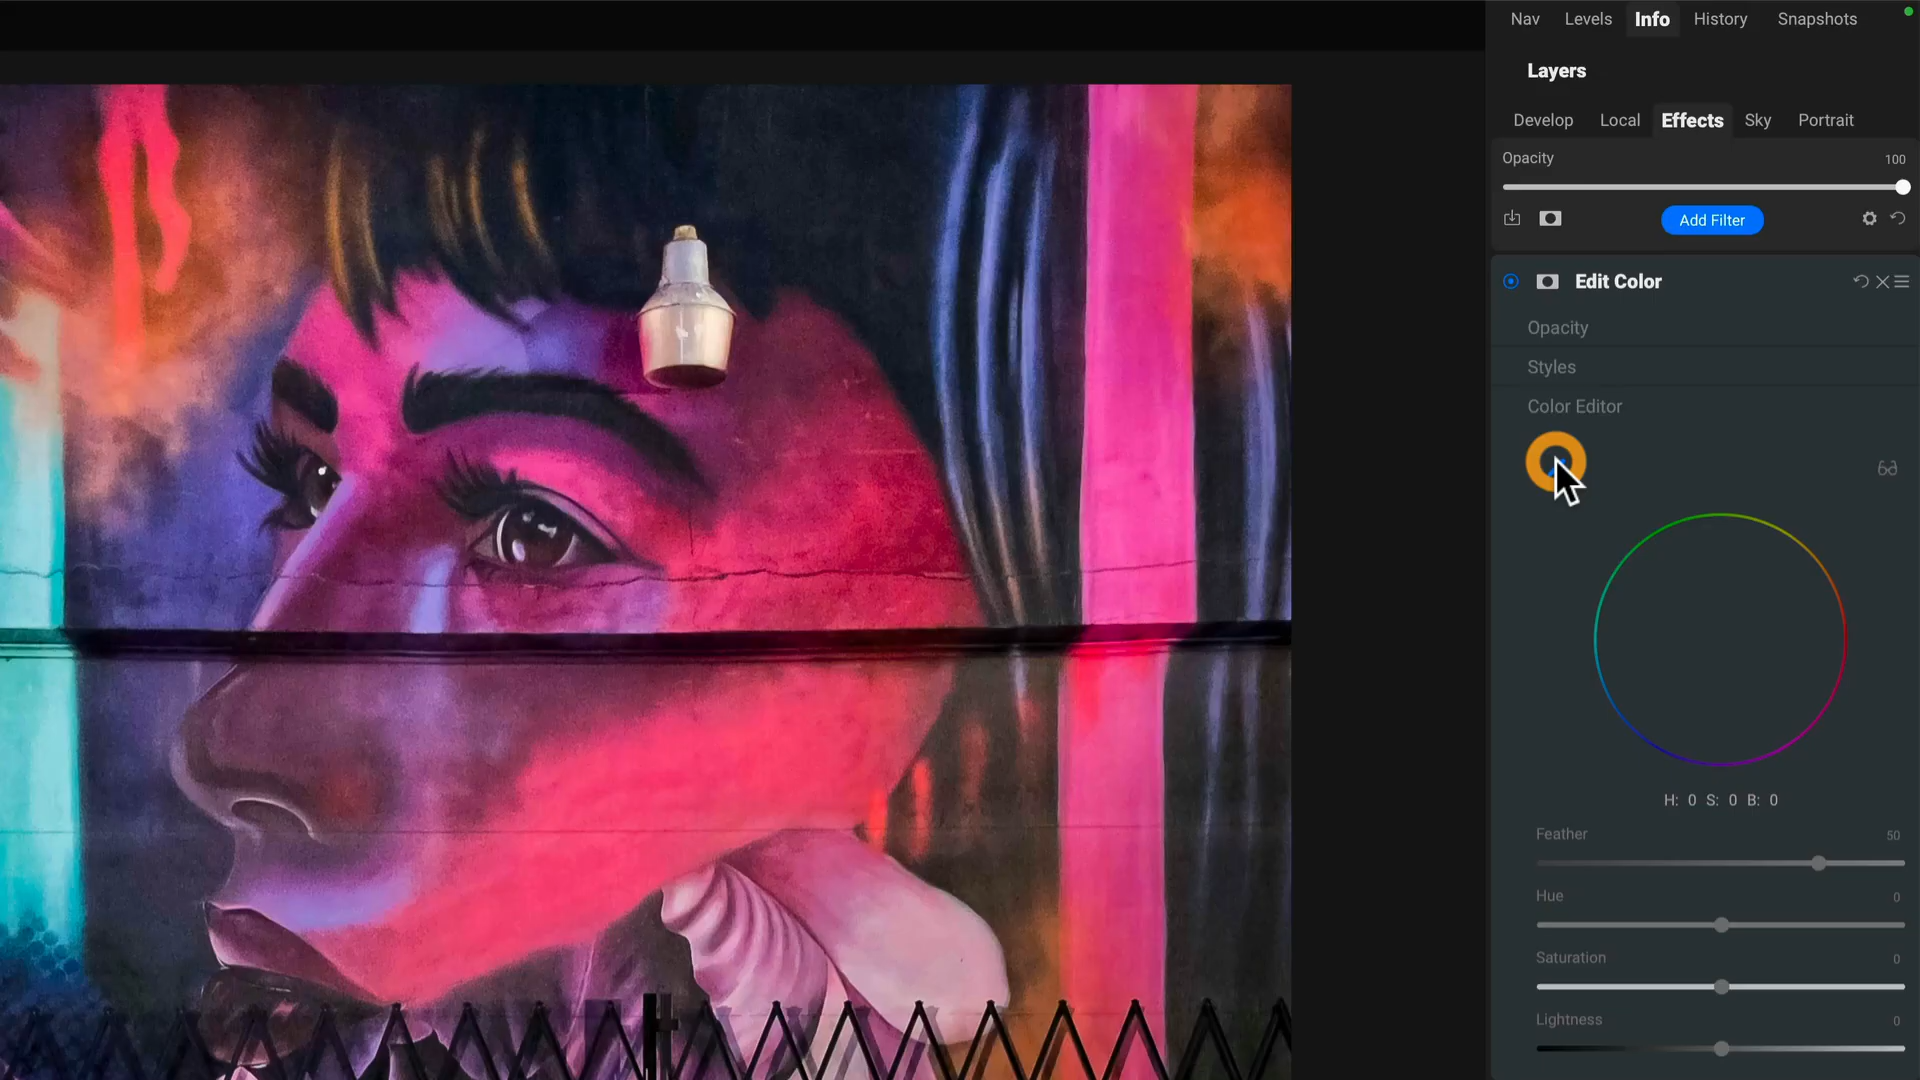 Nav Levels Info History Snapshots
Layers
Develop Local Effects Sky Portrait
Opacity 100
Add Filter
Edit Color
Opacity
Styles
Color Editor
H: 0 S: 0 B: 0
Feather 50
Hue 0
Saturation 0
Lightness 0